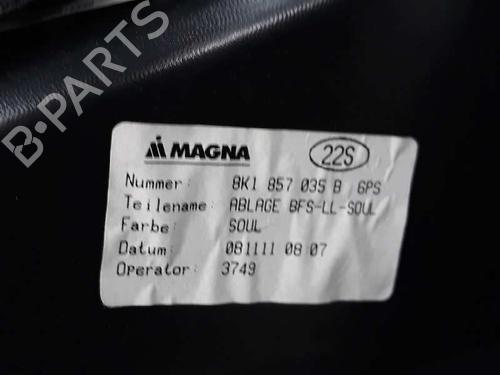 B-PARTS
MAGNA
22S
Nummer: 8K1 857 035 B 6PS
Teilename: ABLAGE BFS-LL-SOUL
Farbe: SOUL
Datum: 081111 08:07
Operator: 3749